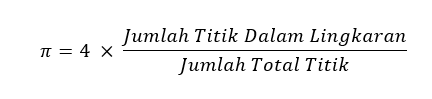 π = 4 × Jumlah Titik Dalam Lingkaran
Jumlah Total Titik